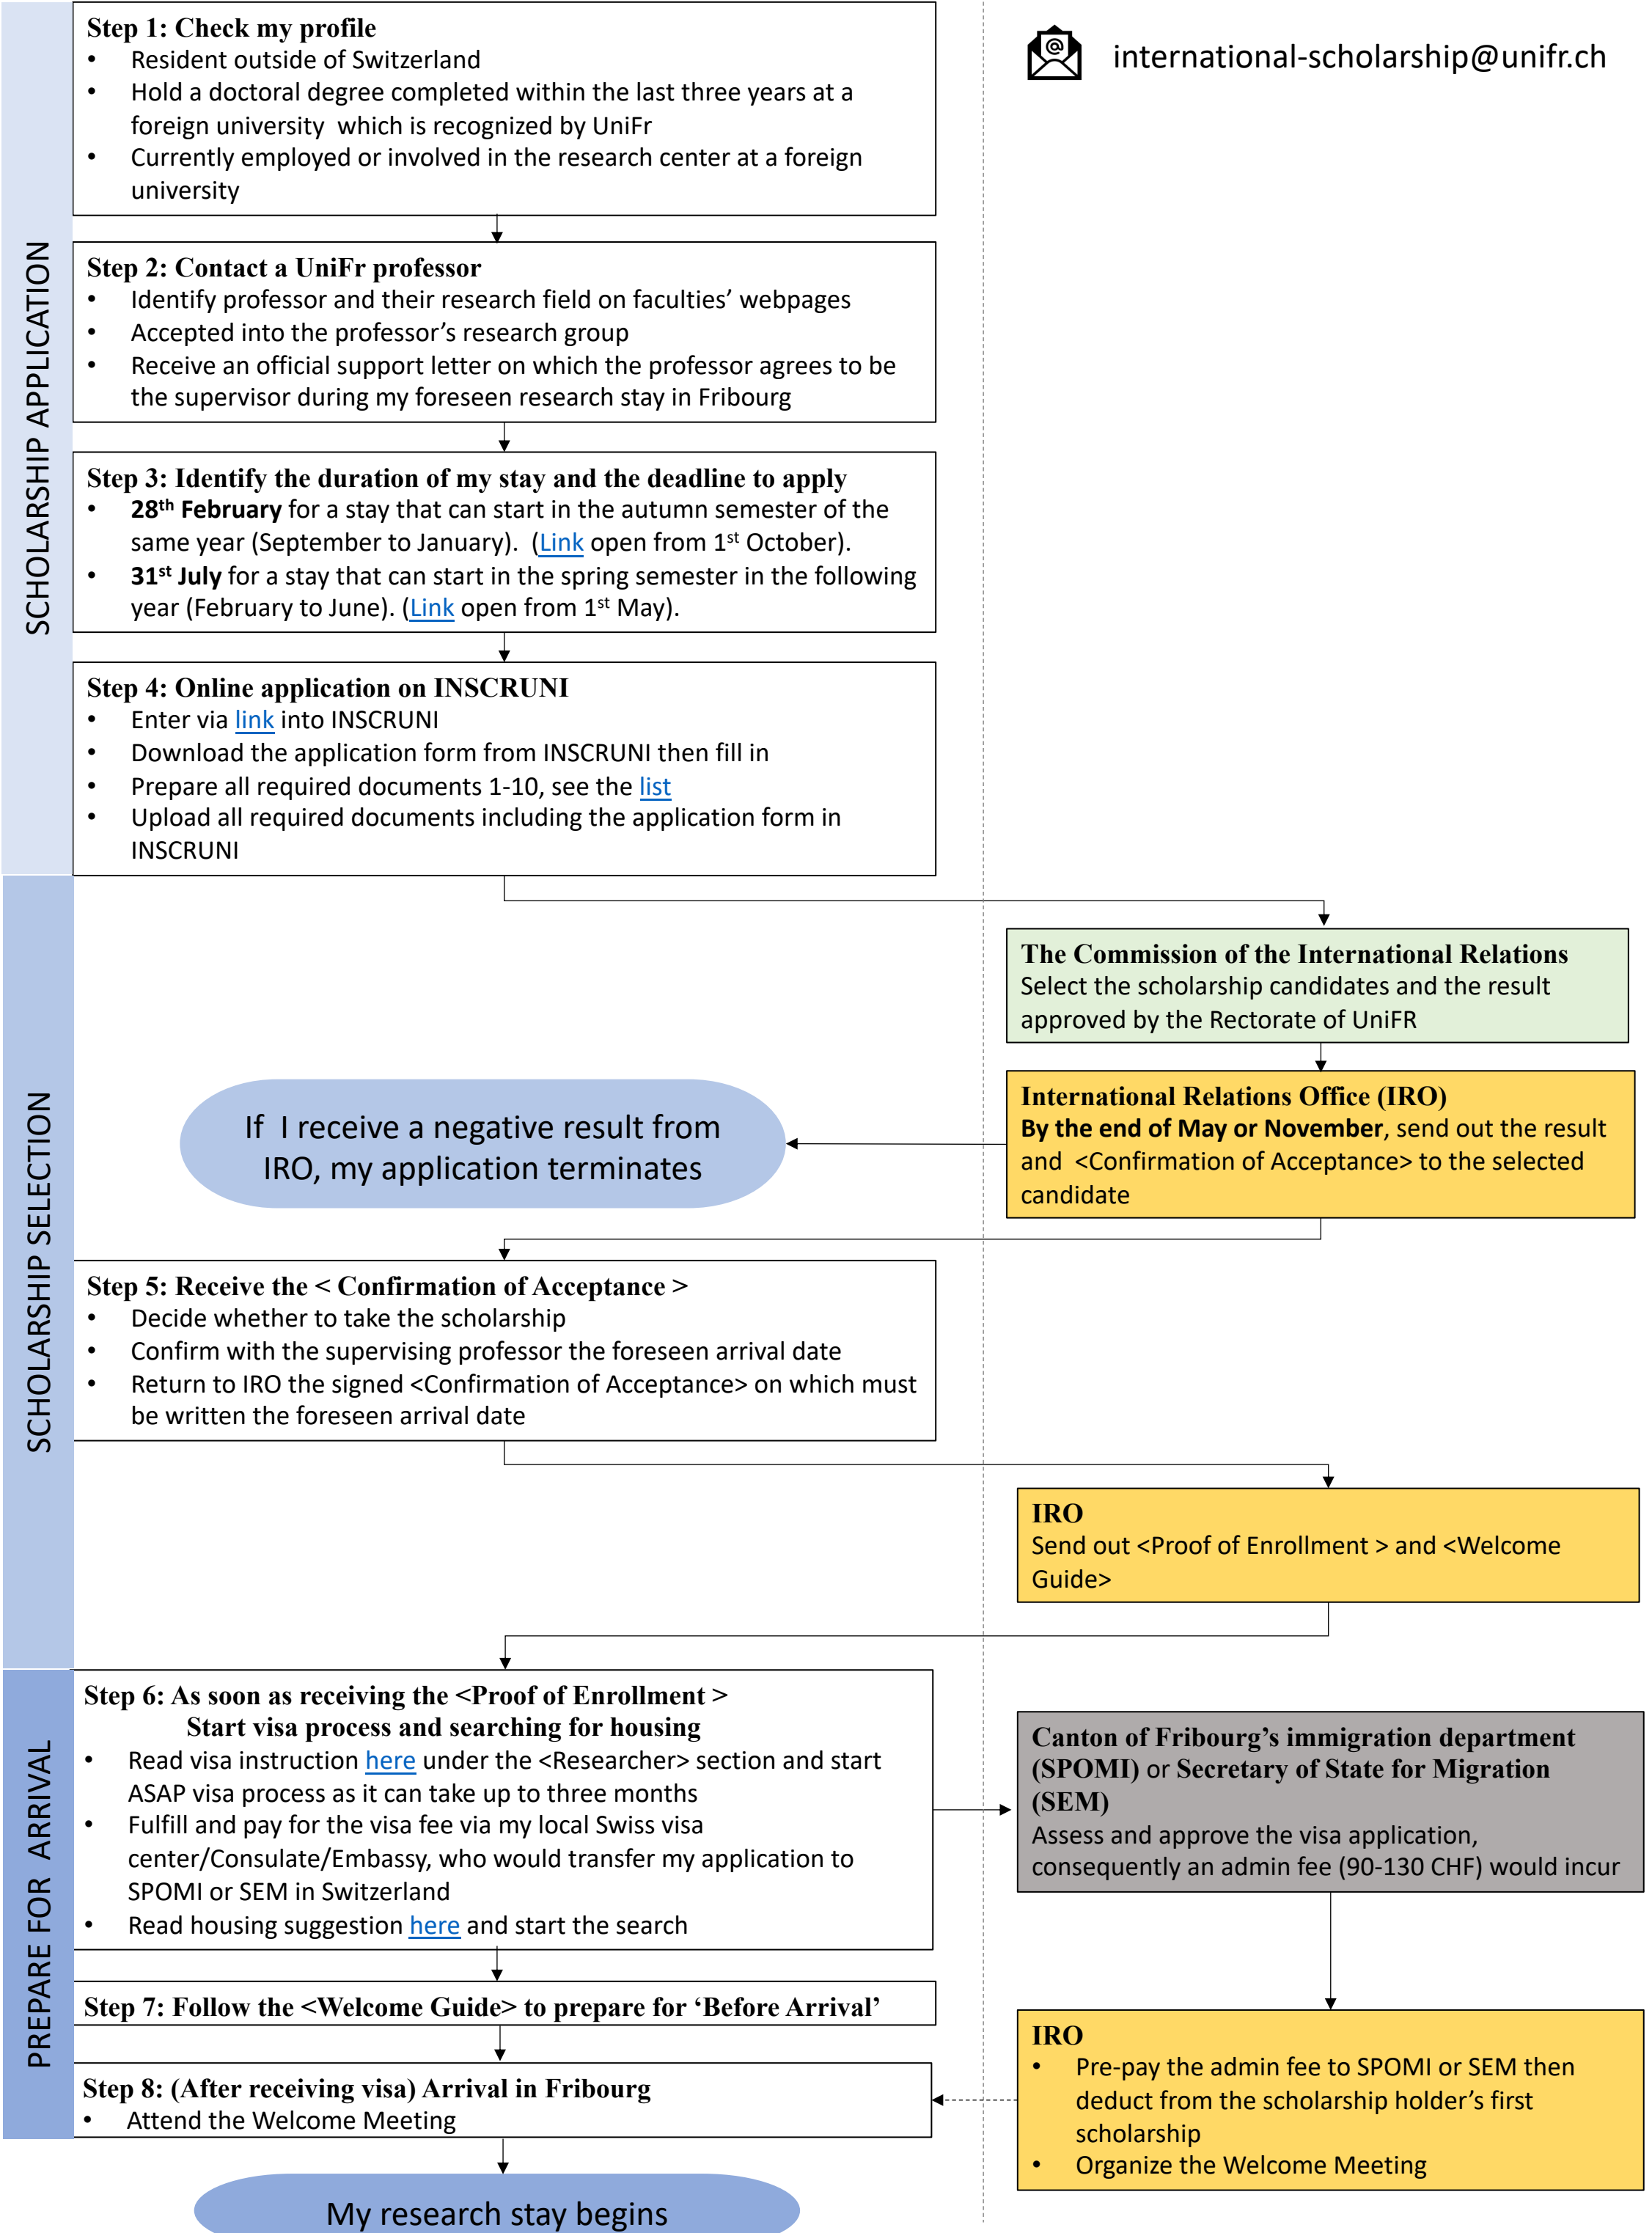 Step 1: Check my profile
• Resident outside of Switzerland
• Hold a doctoral degree completed within the last three years at a
foreign university which is recognized by UniFr
• Currently employed or involved in the research center at a foreign
university
international-scholarship@unifr.ch
SCHOLARSHIP APPLICATION
Step 2: Contact a UniFr professor
• Identify professor and their research field on faculties’ webpages
• Accepted into the professor’s research group
• Receive an official support letter on which the professor agrees to be
the supervisor during my foreseen research stay in Fribourg
Step 3: Identify the duration of my stay and the deadline to apply
• 28th February for a stay that can start in the autumn semester of the
same year (September to January). (Link open from 1st October).
• 31st July for a stay that can start in the spring semester in the following
year (February to June). (Link open from 1st May).
Step 4: Online application on INSCRUNI
• Enter via link into INSCRUNI
• Download the application form from INSCRUNI then fill in
• Prepare all required documents 1-10, see the list
• Upload all required documents including the application form in
INSCRUNI
SCHOLARSHIP SELECTION
The Commission of the International Relations
Select the scholarship candidates and the result
approved by the Rectorate of UniFR
International Relations Office (IRO)
By the end of May or November, send out the result
and <Confirmation of Acceptance> to the selected
candidate
If I receive a negative result from
IRO, my application terminates
Step 5: Receive the < Confirmation of Acceptance >
• Decide whether to take the scholarship
• Confirm with the supervising professor the foreseen arrival date
• Return to IRO the signed <Confirmation of Acceptance> on which must
be written the foreseen arrival date
IRO
Send out <Proof of Enrollment > and <Welcome
Guide>
PREPARE FOR ARRIVAL
Step 6: As soon as receiving the <Proof of Enrollment >
Start visa process and searching for housing
• Read visa instruction here under the <Researcher> section and start
ASAP visa process as it can take up to three months
• Fulfill and pay for the visa fee via my local Swiss visa
center/Consulate/Embassy, who would transfer my application to
SPOMI or SEM in Switzerland
• Read housing suggestion here and start the search
Canton of Fribourg’s immigration department
(SPOMI) or Secretary of State for Migration
(SEM)
Assess and approve the visa application,
consequently an admin fee (90-130 CHF) would incur
Step 7: Follow the <Welcome Guide> to prepare for ‘Before Arrival’
IRO
• Pre-pay the admin fee to SPOMI or SEM then
deduct from the scholarship holder’s first
scholarship
• Organize the Welcome Meeting
Step 8: (After receiving visa) Arrival in Fribourg
• Attend the Welcome Meeting
My research stay begins